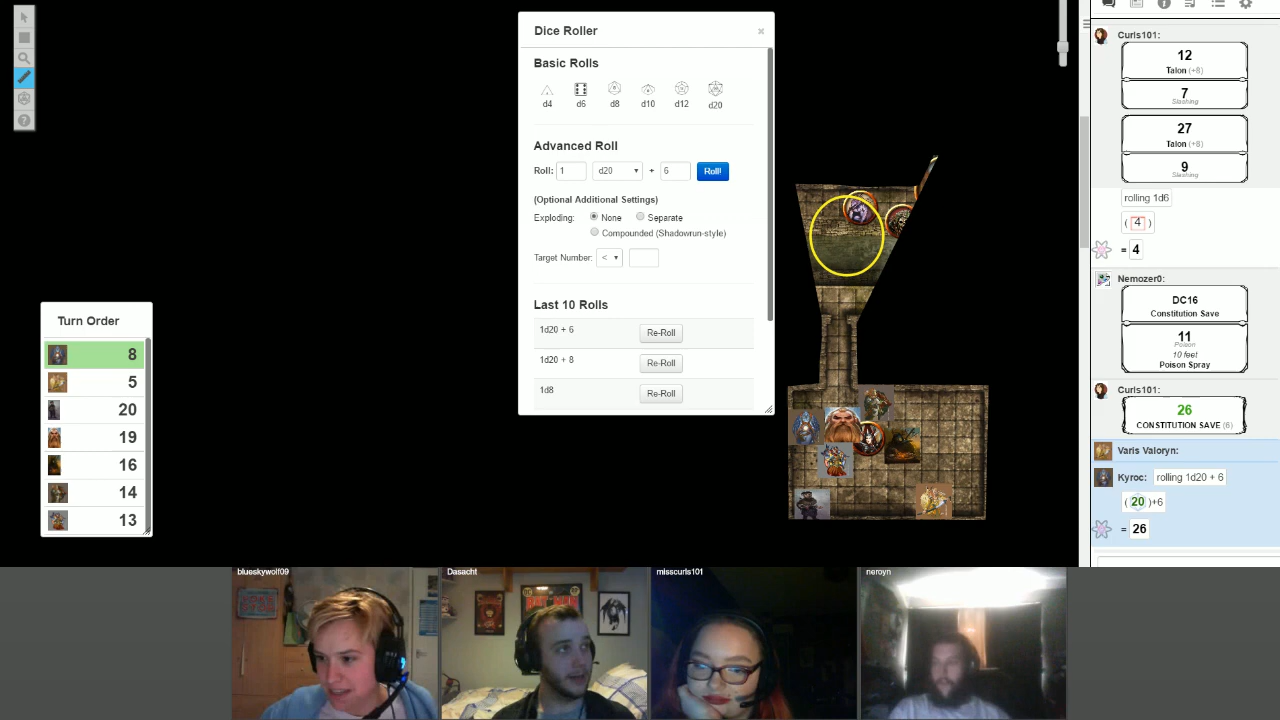 Dice Roller
×
Basic Rolls
d4 d6 d8 d10 d12 d20
Advanced Roll
Roll: 1 d20 + 6 Roll!
(Optional Additional Settings)
Exploding: None Separate
Compounded (Shadowrun-style)
Target Number: <
Last 10 Rolls
1d20 + 6 Re-Roll
1d20 + 8 Re-Roll
1d8 Re-Roll
Turn Order
8
5
20
19
16
14
13
Curls101:
12
Talon (+8)
7
Slashing
27
Talon (+8)
9
Slashing
rolling 1d6
( 4 )
= 4
Nemozer0:
DC16
Constitution Save
11
Poison
10 feet
Poison Spray
Curls101:
26
CONSTITUTION SAVE (6)
Varis Valoryn:
Kyroc: rolling 1d20 + 6
( 20 )+6
= 26
blueskywolf09
Dasacht
misscurls101
neroyn